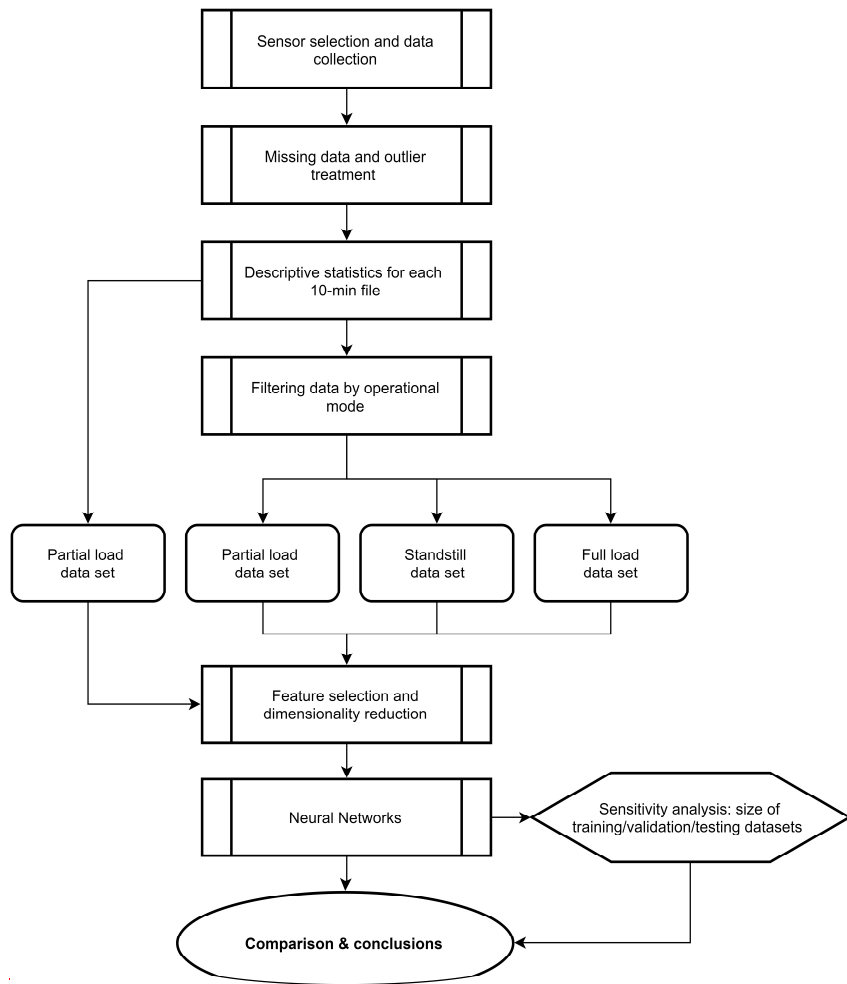 Sensor selection and data
collection
Missing data and outlier
treatment
Descriptive statistics for each
10-min file
Filtering data by operational
mode
Partial load
data set
Partial load
data set
Standstill
data set
Full load
data set
Feature selection and
dimensionality reduction
Neural Networks
Sensitivity analysis: size of
training/validation/testing datasets
Comparison & conclusions